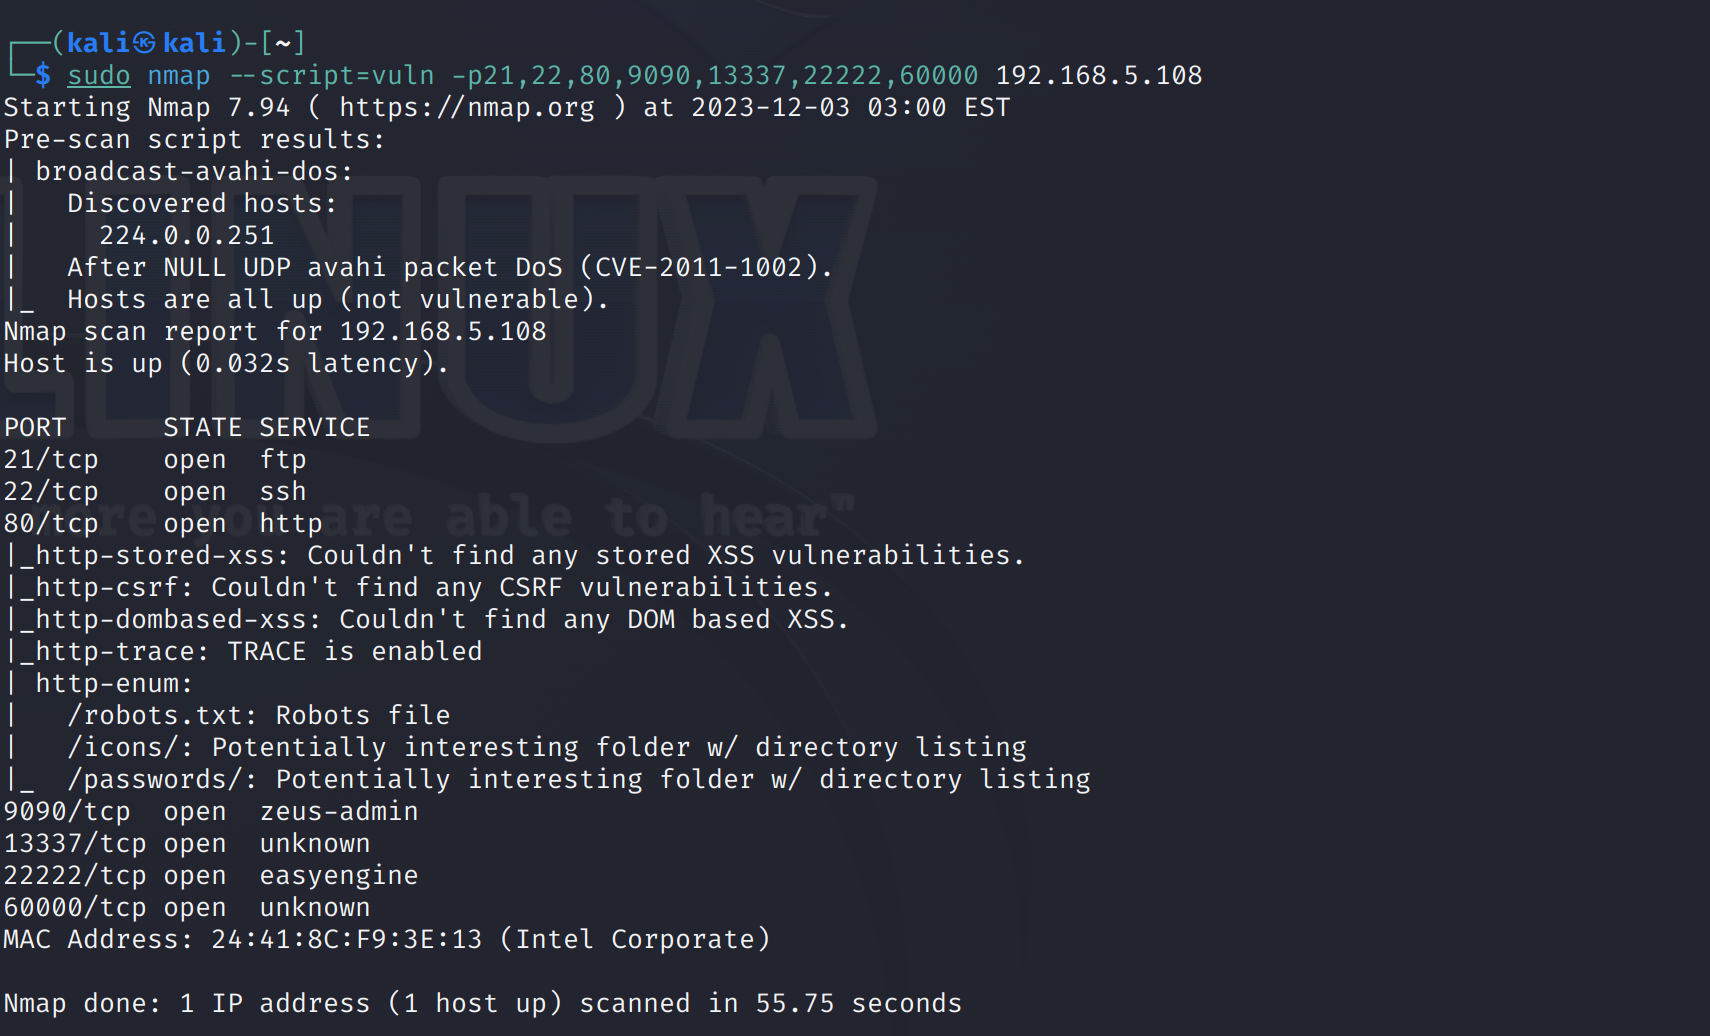 ┌──(kali㉿kali)-[~]
└─$ sudo nmap --script=vuln -p21,22,80,9090,13337,22222,60000 192.168.5.108
Starting Nmap 7.94 ( https://nmap.org ) at 2023-12-03 03:00 EST
Pre-scan script results:
| broadcast-avahi-dos:
|   Discovered hosts:
|     224.0.0.251
|   After NULL UDP avahi packet DoS (CVE-2011-1002).
|_  Hosts are all up (not vulnerable).
Nmap scan report for 192.168.5.108
Host is up (0.032s latency).
LINUX
PORT      STATE SERVICE
21/tcp    open  ftp
22/tcp    open  ssh
more you are able to hear"
80/tcp    open  http
|_http-stored-xss: Couldn't find any stored XSS vulnerabilities.
|_http-csrf: Couldn't find any CSRF vulnerabilities.
|_http-dombased-xss: Couldn't find any DOM based XSS.
|_http-trace: TRACE is enabled
| http-enum:
|   /robots.txt: Robots file
|   /icons/: Potentially interesting folder w/ directory listing
|_  /passwords/: Potentially interesting folder w/ directory listing
9090/tcp  open  zeus-admin
13337/tcp open  unknown
22222/tcp open  easyengine
60000/tcp open  unknown
MAC Address: 24:41:8C:F9:3E:13 (Intel Corporate)
Nmap done: 1 IP address (1 host up) scanned in 55.75 seconds